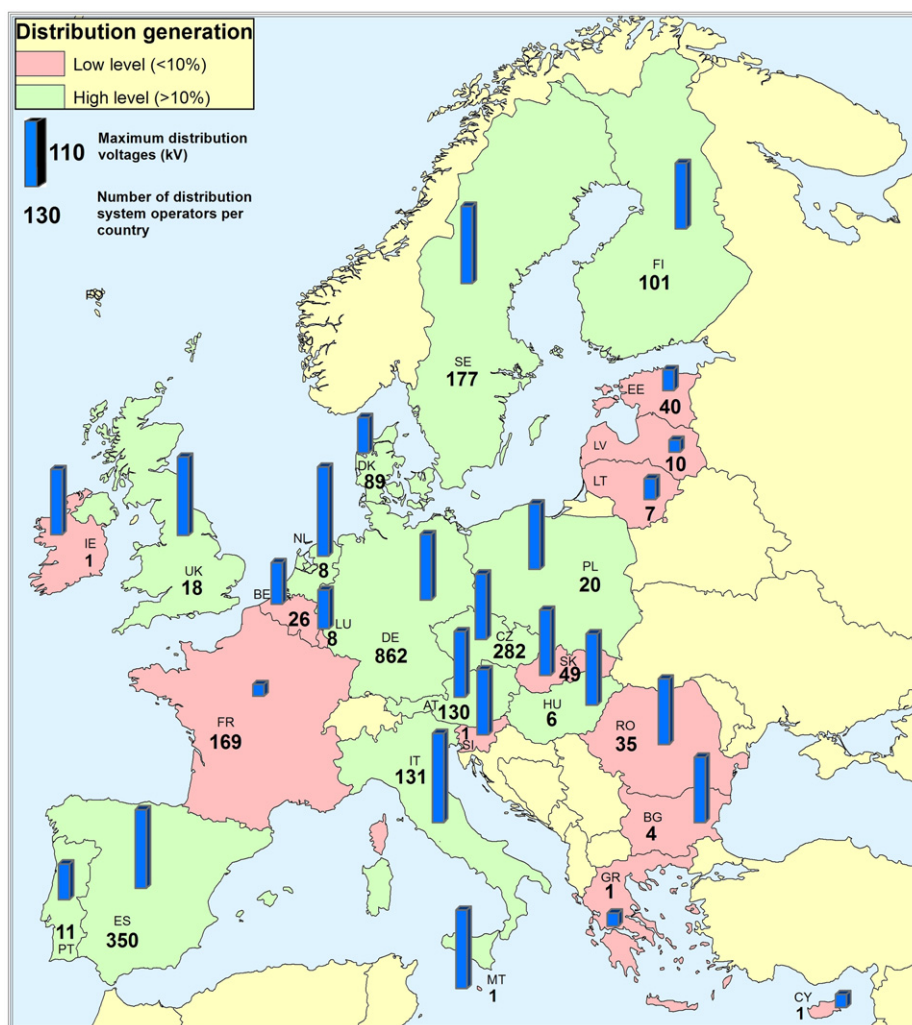 Distribution generation
Low level (<10%)
High level (>10%)
110
Maximum distribution
voltages (kV)
130
Number of distribution
system operators per
country
FO
FI
101
SE
177
EE
40
LV
10
LT
7
DK
89
IE
1
UK
18
NL
8
BE
26
LU
8
DE
862
PL
20
CZ
282
SK
49
AT
130
HU
6
FR
169
1
SI
RO
35
IT
131
BG
4
GR
1
ES
350
11
PT
MT
1
CY
1